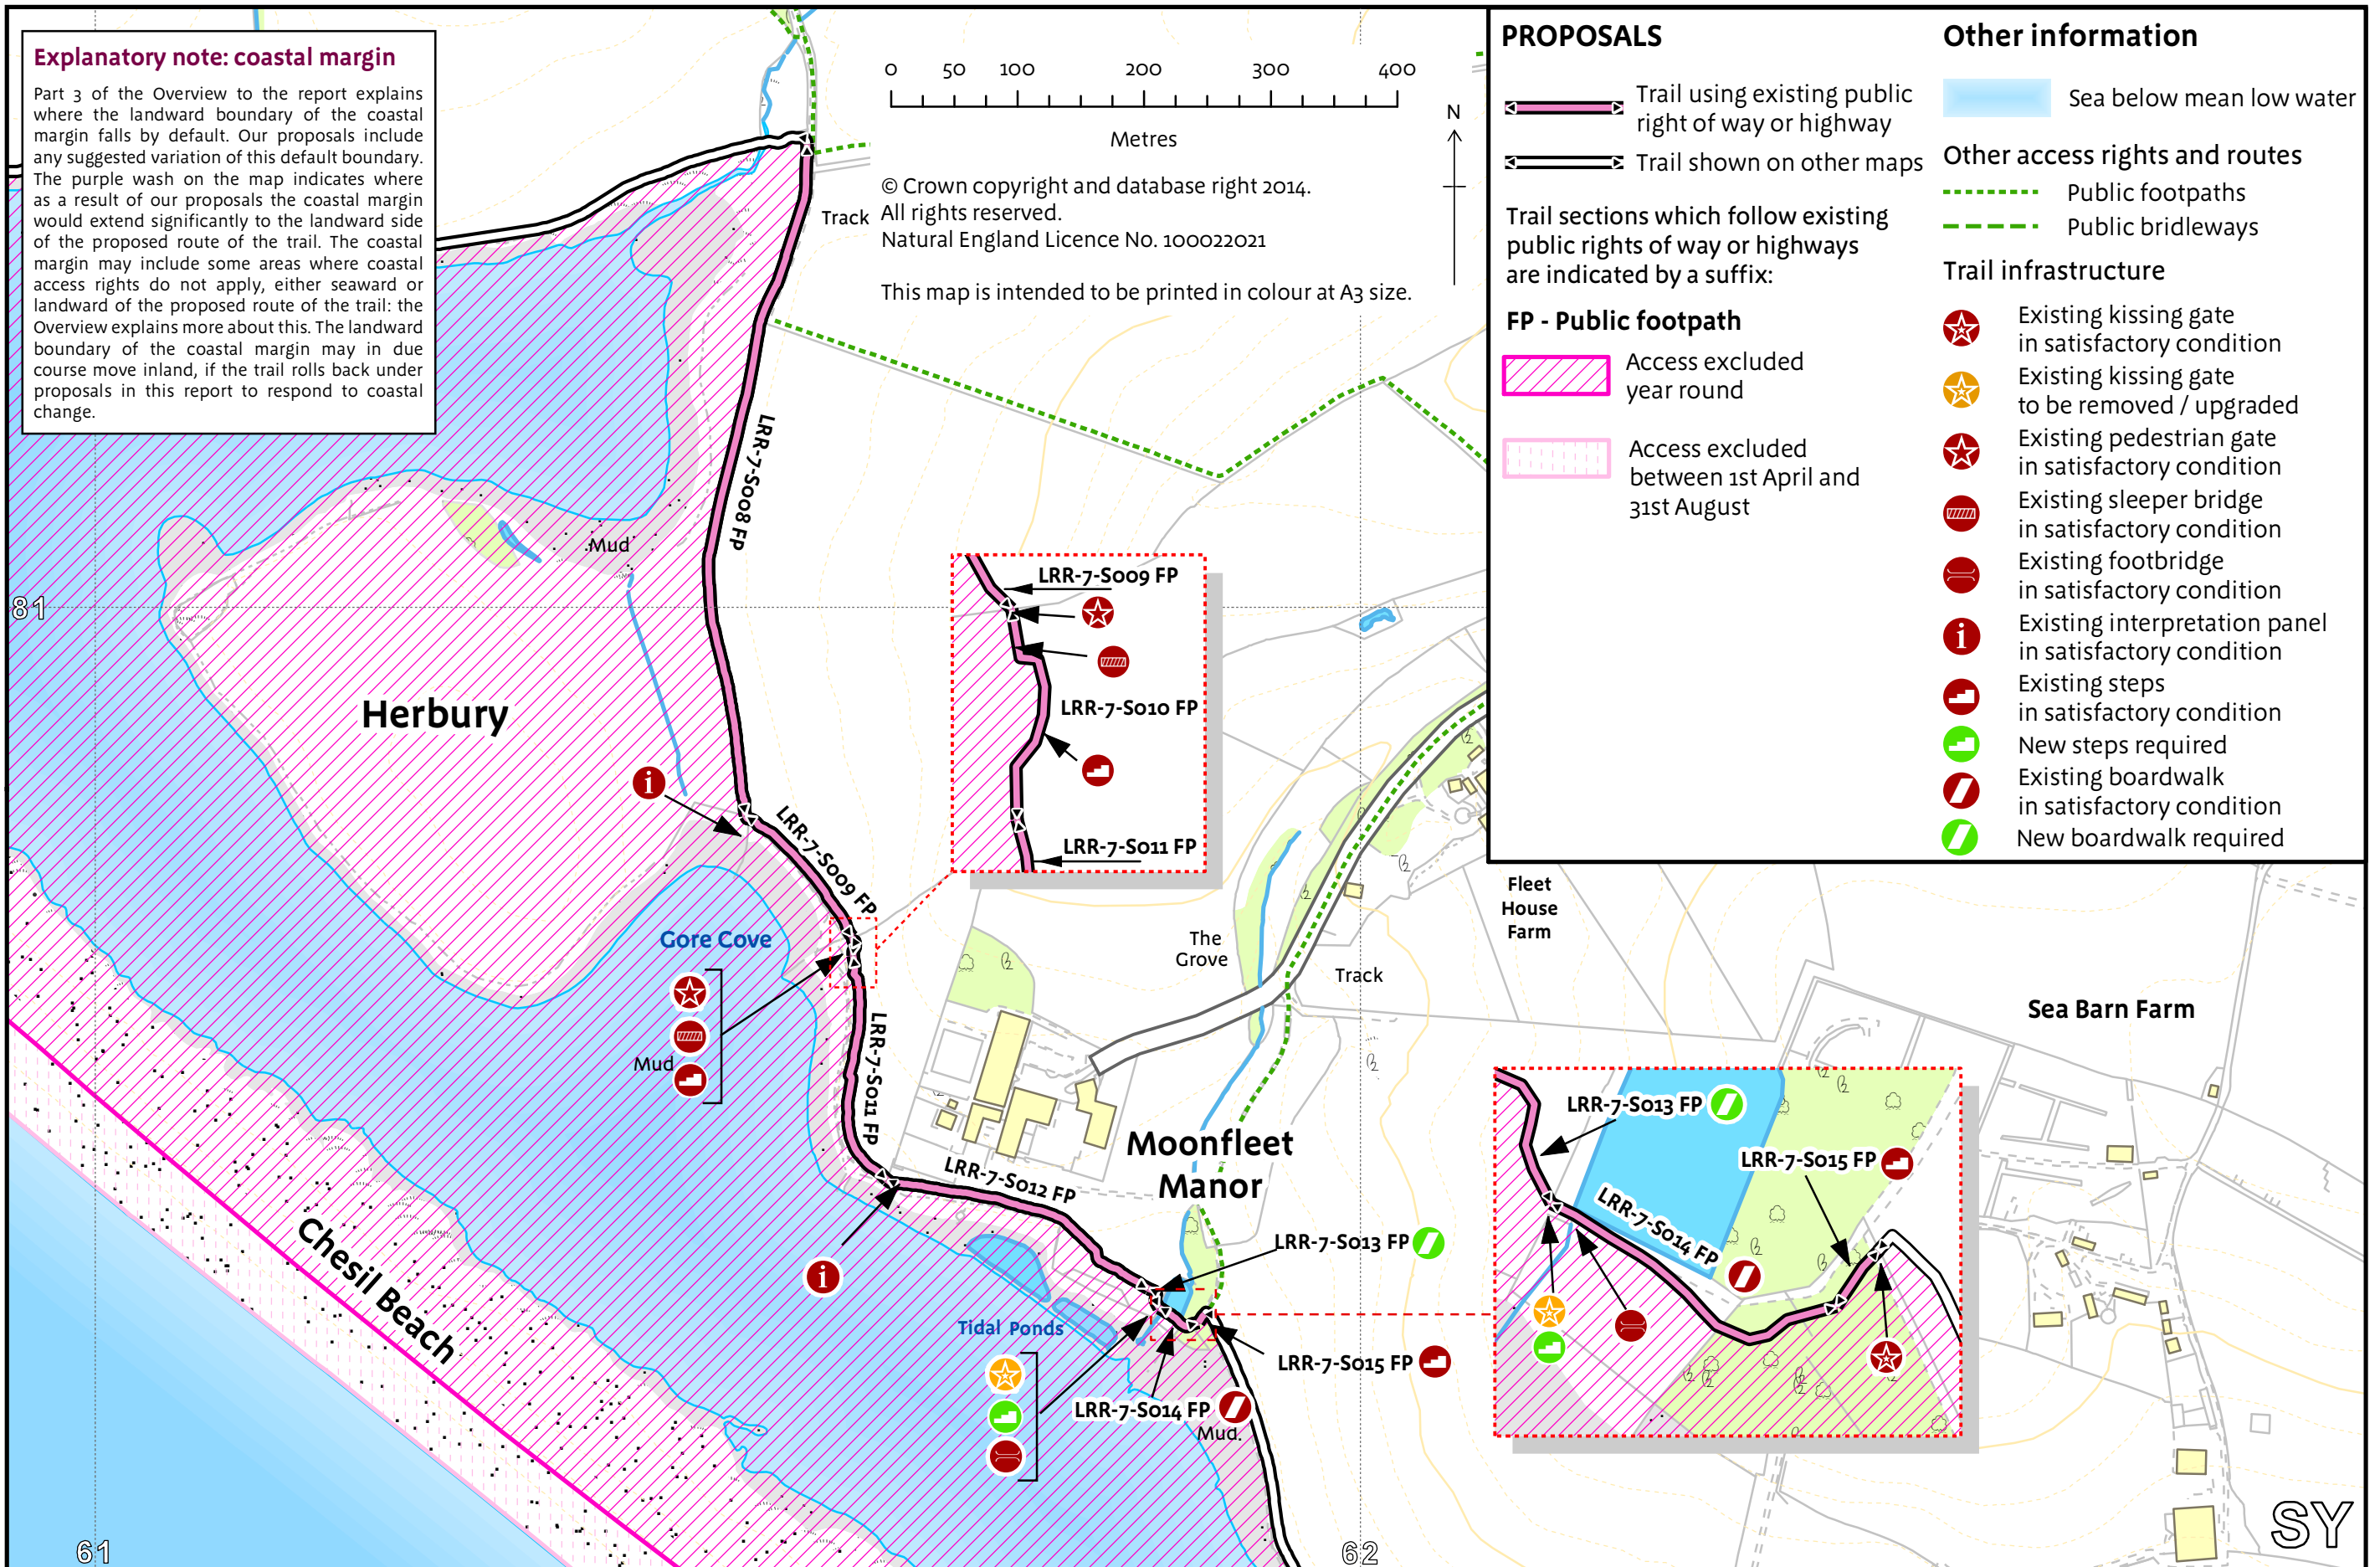 Explanatory note: coastal margin
Part 3 of the Overview to the report explains
where the landward boundary of the coastal
margin falls by default. Our proposals include
any suggested variation of this default boundary.
The purple wash on the map indicates where
as a result of our proposals the coastal margin
would extend significantly to the landward side
of the proposed route of the trail. The coastal
margin may include some areas where coastal
access rights do not apply, either seaward or
landward of the proposed route of the trail: the
Overview explains more about this. The landward
boundary of the coastal margin may in due
course move inland, if the trail rolls back under
proposals in this report to respond to coastal
change.
0 50 100 200 300 400
Metres
N
© Crown copyright and database right 2014.
All rights reserved.
Natural England Licence No. 100022021
This map is intended to be printed in colour at A3 size.
PROPOSALS
Trail using existing public
right of way or highway
Trail shown on other maps
Trail sections which follow existing
public rights of way or highways
are indicated by a suffix:
FP - Public footpath
Access excluded
year round
Access excluded
between 1st April and
31st August
Other information
Sea below mean low water
Other access rights and routes
Public footpaths
Public bridleways
Trail infrastructure
Existing kissing gate
in satisfactory condition
Existing kissing gate
to be removed / upgraded
Existing pedestrian gate
in satisfactory condition
Existing sleeper bridge
in satisfactory condition
Existing footbridge
in satisfactory condition
i
Existing interpretation panel
in satisfactory condition
Existing steps
in satisfactory condition
New steps required
Existing boardwalk
in satisfactory condition
New boardwalk required
Track
LRR-7-S008 FP
Mud
81
Herbury
i
LRR-7-S009 FP
LRR-7-S009 FP
LRR-7-S010 FP
LRR-7-S011 FP
Gore Cove
Mud
LRR-7-S011 FP
The
Grove
Track
Fleet
House
Farm
Sea Barn Farm
Moonfleet
Manor
LRR-7-S012 FP
i
Chesil Beach
Tidal Ponds
LRR-7-S013 FP
LRR-7-S015 FP
LRR-7-S014 FP
Mud.
LRR-7-S013 FP
LRR-7-S015 FP
LRR-7-S014 FP
61
62
SY